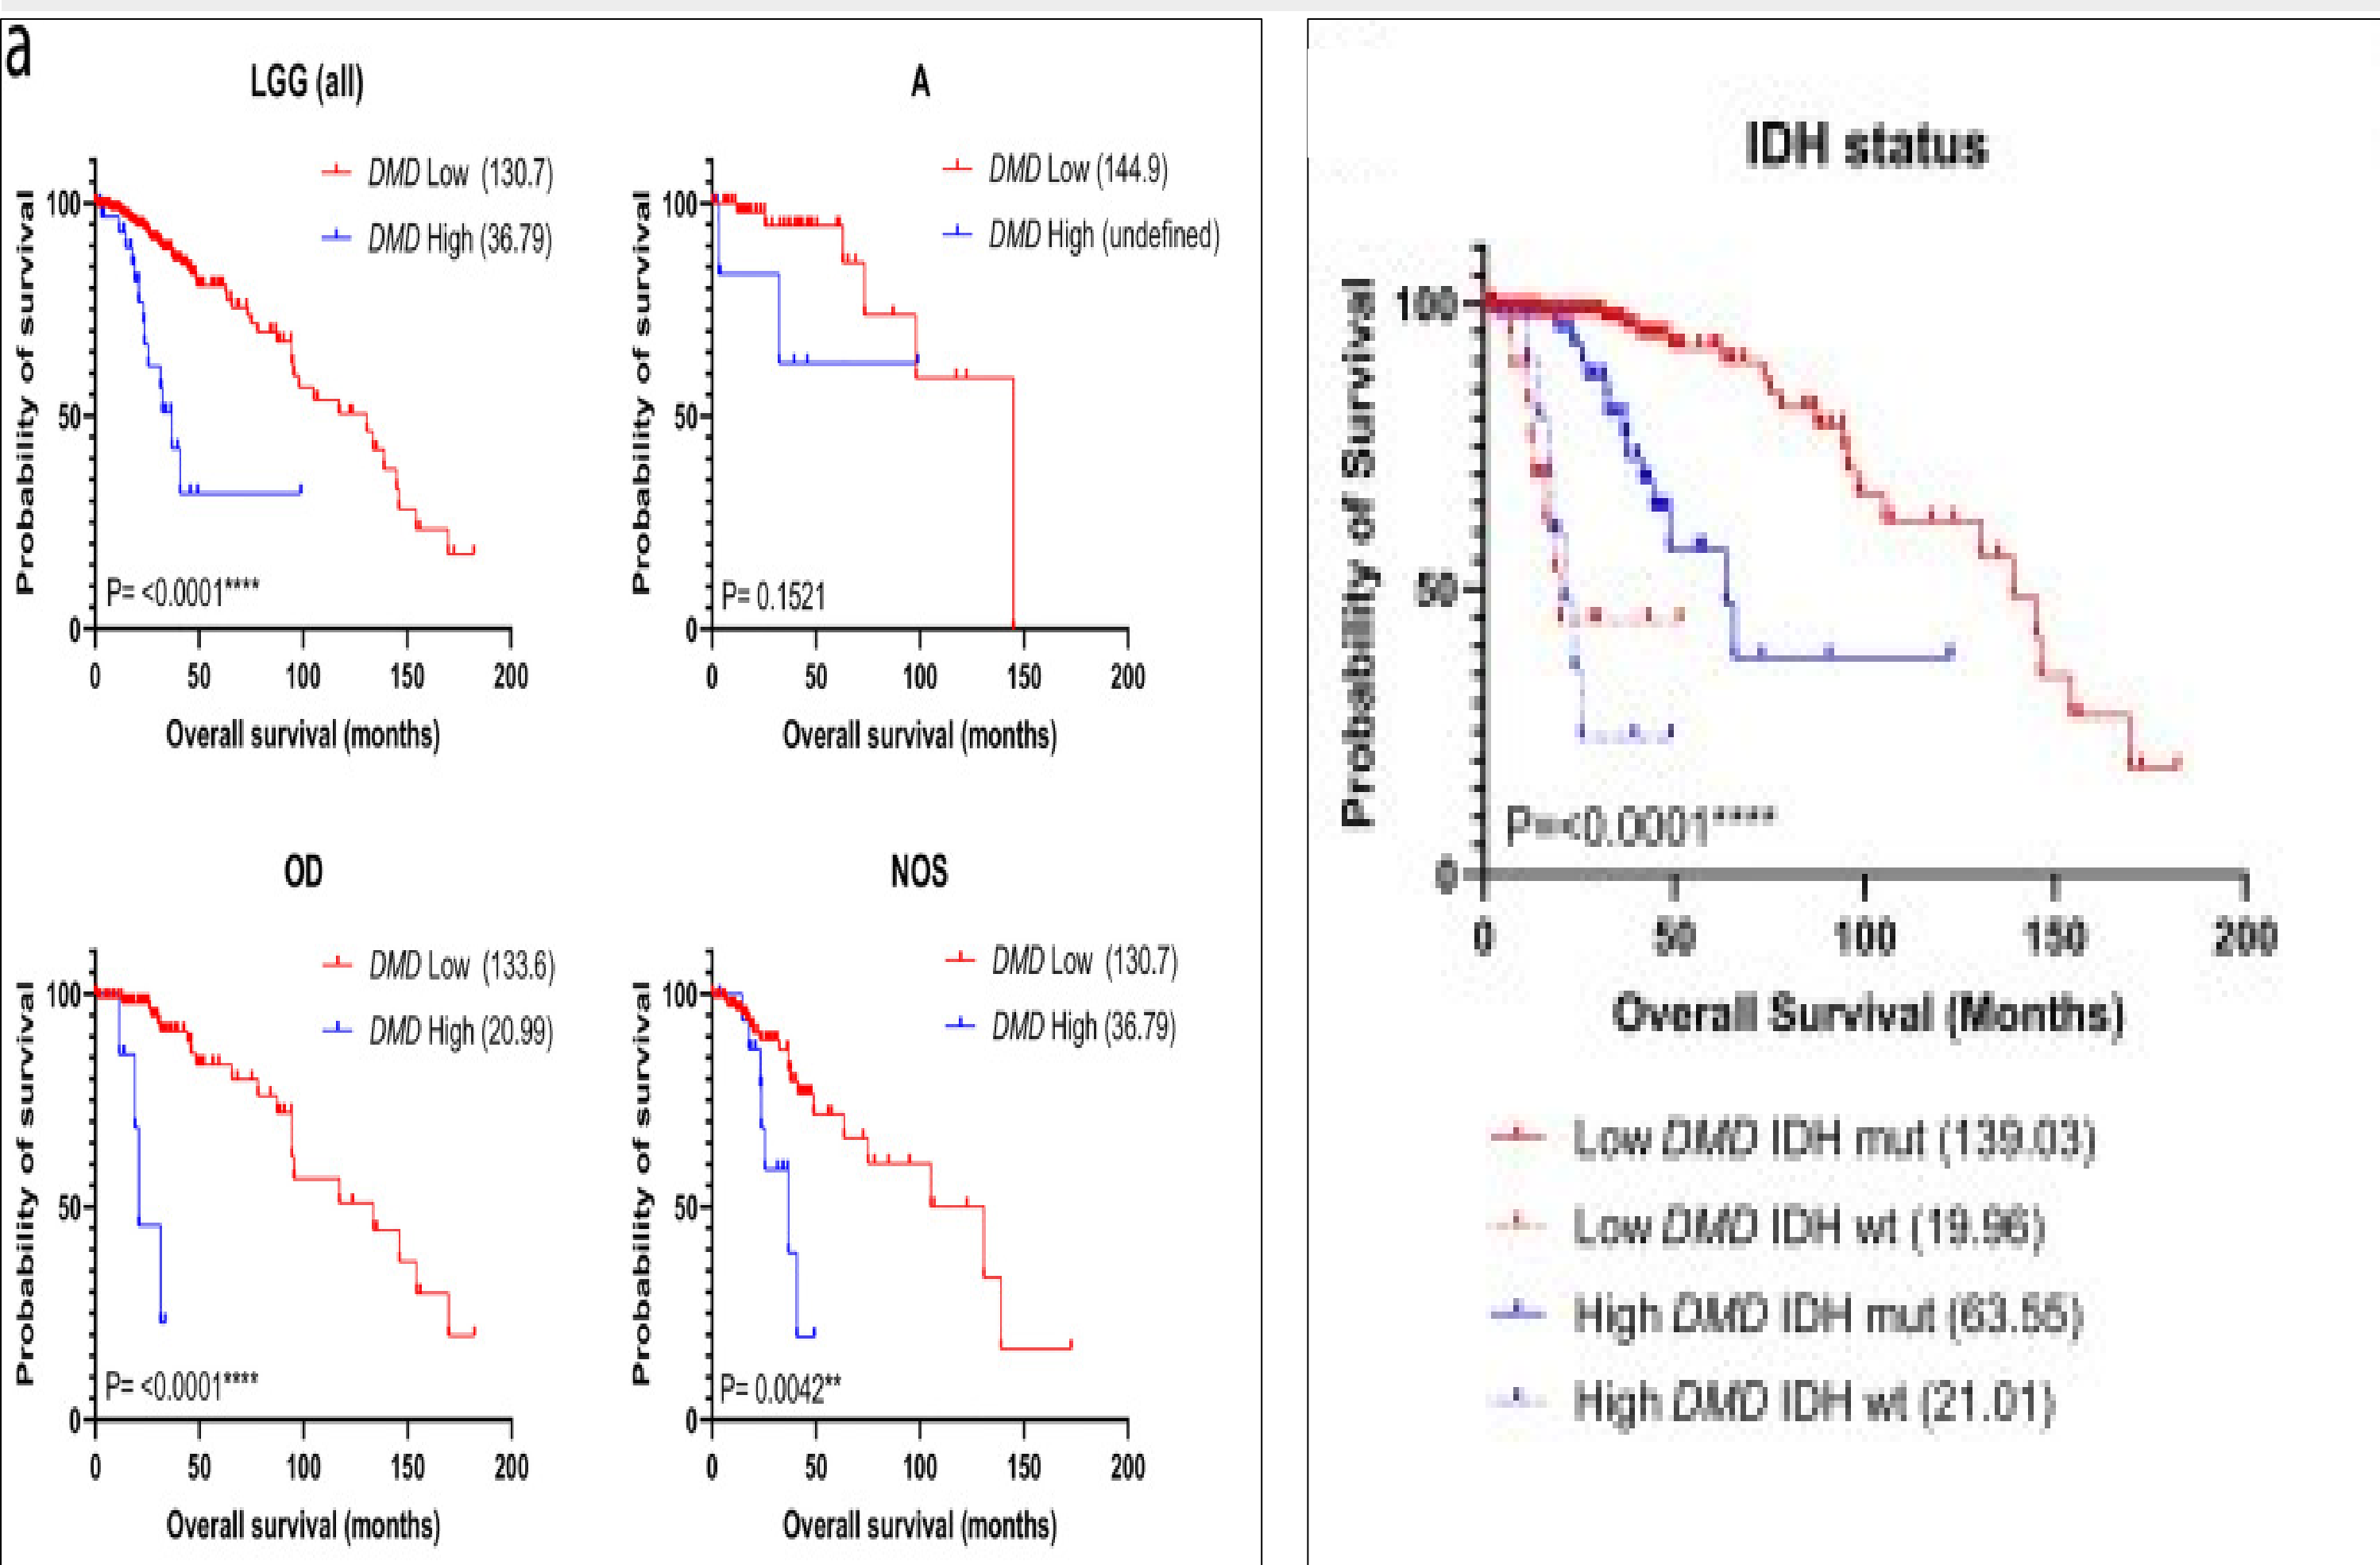 a
LGG (all)
DMD Low (130.7)
DMD High (36.79)
Probability of survival
100
50
0
P= <0.0001****
0 50 100 150 200
Overall survival (months)
A
DMD Low (144.9)
DMD High (undefined)
Probability of survival
100
50
0
P= 0.1521
0 50 100 150 200
Overall survival (months)
OD
DMD Low (133.6)
DMD High (20.99)
Probability of survival
100
50
0
P= <0.0001****
0 50 100 150 200
Overall survival (months)
NOS
DMD Low (130.7)
DMD High (36.79)
Probability of survival
100
50
0
P= 0.0042**
0 50 100 150 200
Overall survival (months)
IDH status
Probability of Survival
100
50
0
P=<0.0001****
0 50 100 150 200
Overall Survival (Months)
Low DMD IDH mut (139.03)
Low DMD IDH wt (19.96)
High DMD IDH mut (63.55)
High DMD IDH wt (21.01)